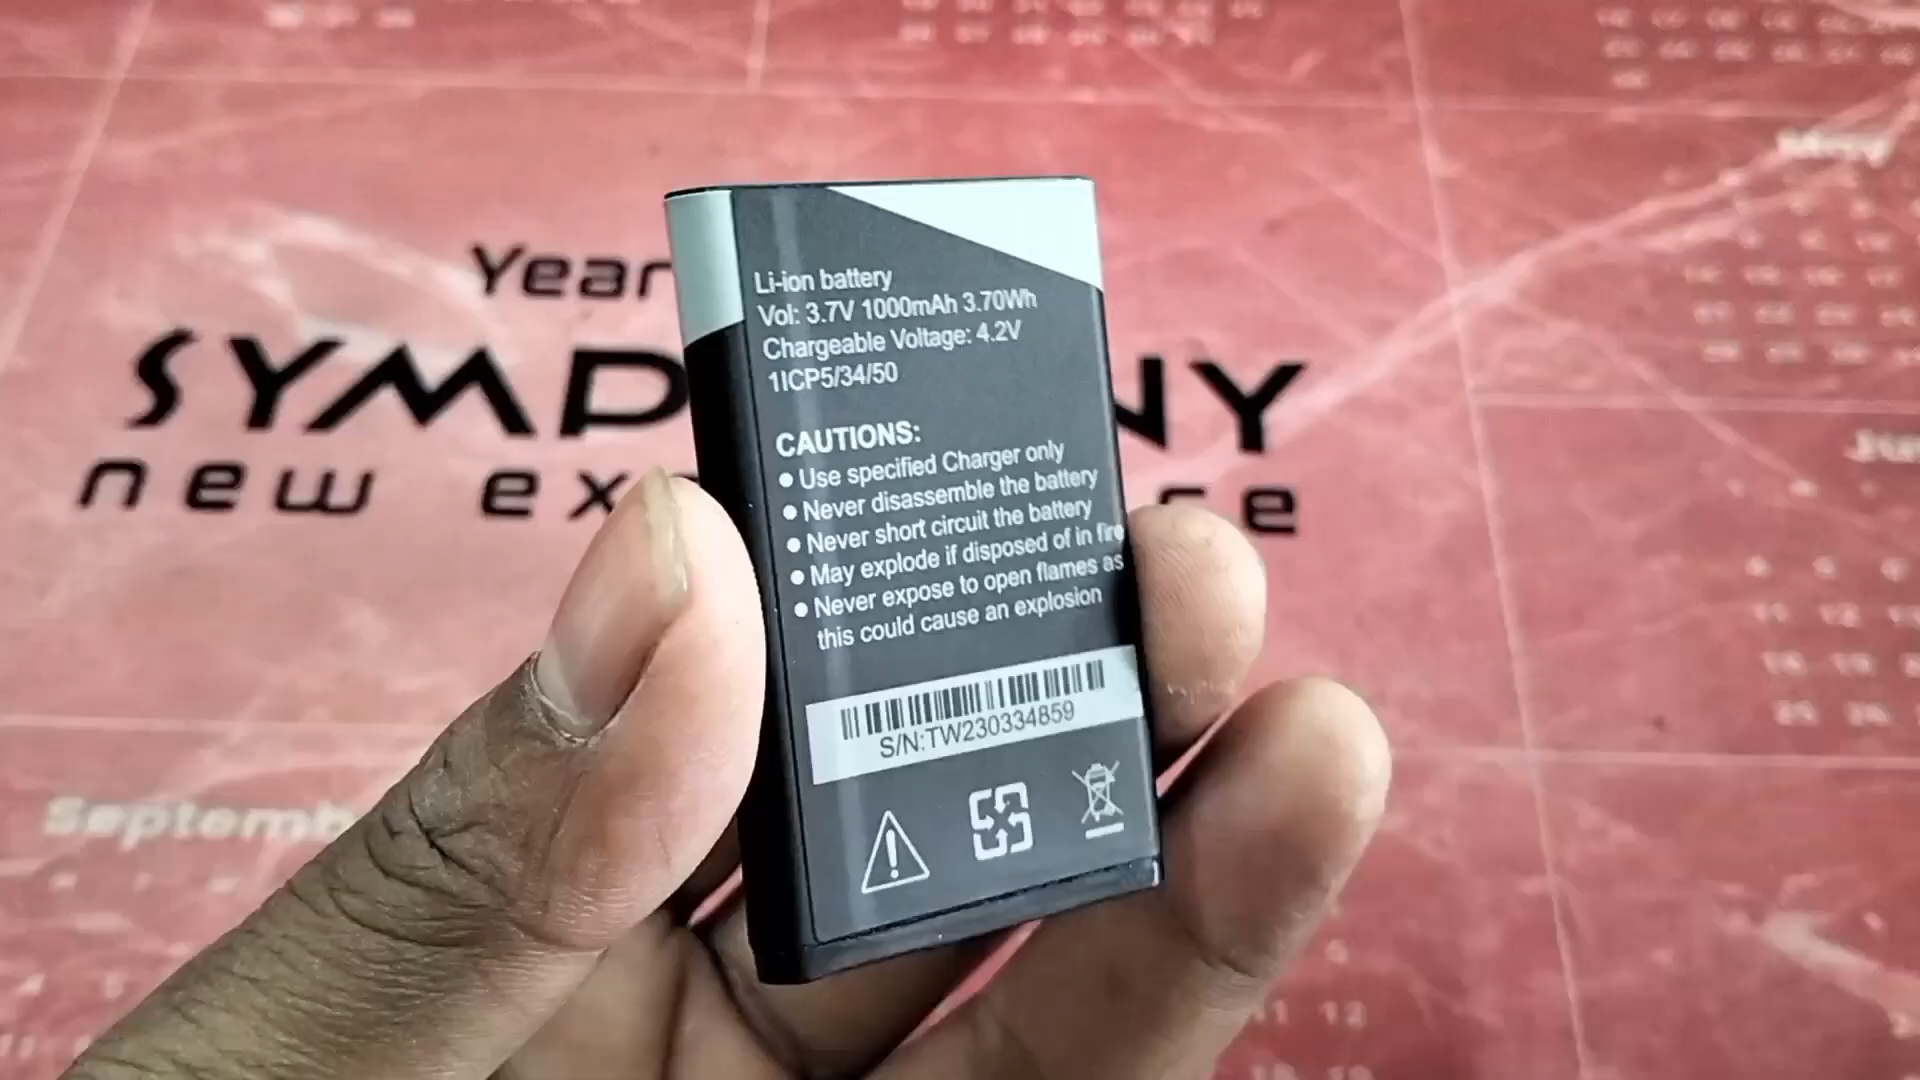 Year
SYMP NY
new exp ce
Li-ion battery
Vol: 3.7V 1000mAh 3.70Wh
Chargeable Voltage: 4.2V
1ICP5/34/50
CAUTIONS:
● Use specified Charger only
● Never disassemble the battery
● Never short circuit the battery
● May explode if disposed of in fire
● Never expose to open flames as
this could cause an explosion
S/N:TW230334859
Septemb